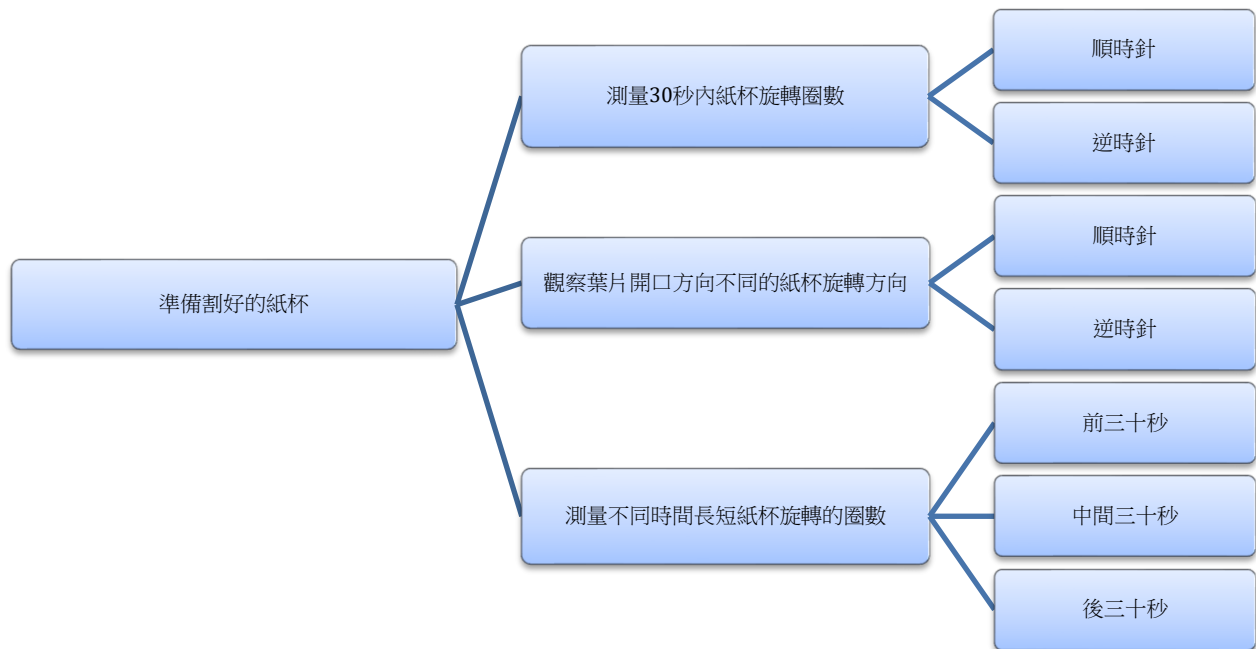 準備割好的紙杯
測量30秒內紙杯旋轉圈數
順時針
逆時針
觀察葉片開口方向不同的紙杯旋轉方向
順時針
逆時針
測量不同時間長短紙杯旋轉的圈數
前三十秒
中間三十秒
後三十秒